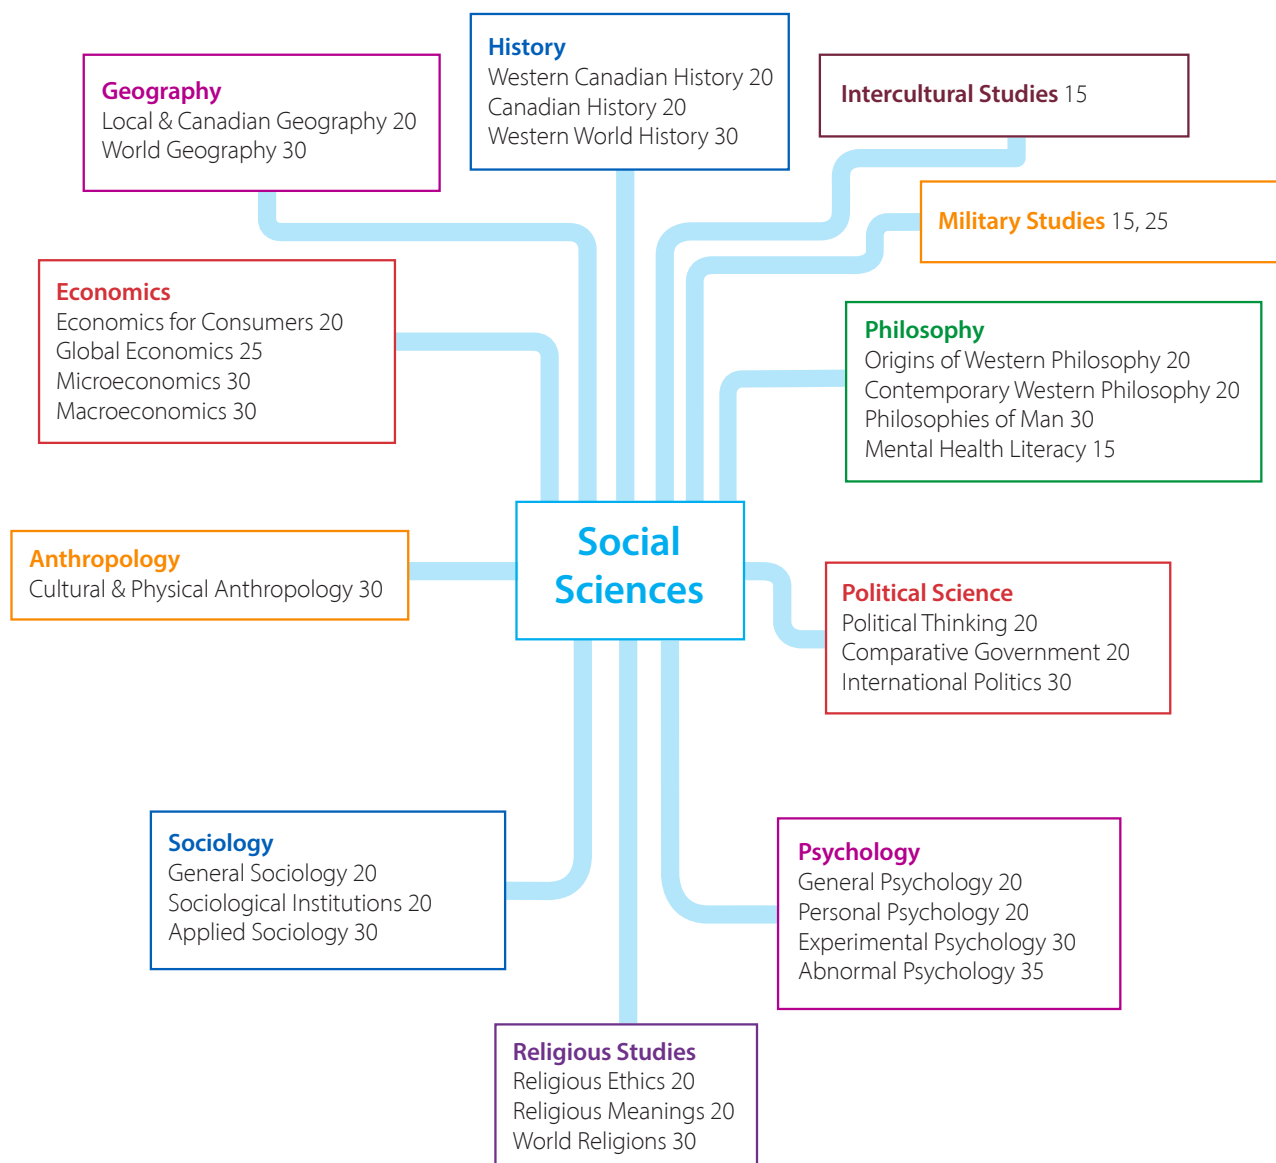 History
Western Canadian History 20
Canadian History 20
Western World History 30
Geography
Local & Canadian Geography 20
World Geography 30
Intercultural Studies 15
Military Studies 15, 25
Economics
Economics for Consumers 20
Global Economics 25
Microeconomics 30
Macroeconomics 30
Philosophy
Origins of Western Philosophy 20
Contemporary Western Philosophy 20
Philosophies of Man 30
Mental Health Literacy 15
Social
Sciences
Anthropology
Cultural & Physical Anthropology 30
Political Science
Political Thinking 20
Comparative Government 20
International Politics 30
Sociology
General Sociology 20
Sociological Institutions 20
Applied Sociology 30
Psychology
General Psychology 20
Personal Psychology 20
Experimental Psychology 30
Abnormal Psychology 35
Religious Studies
Religious Ethics 20
Religious Meanings 20
World Religions 30